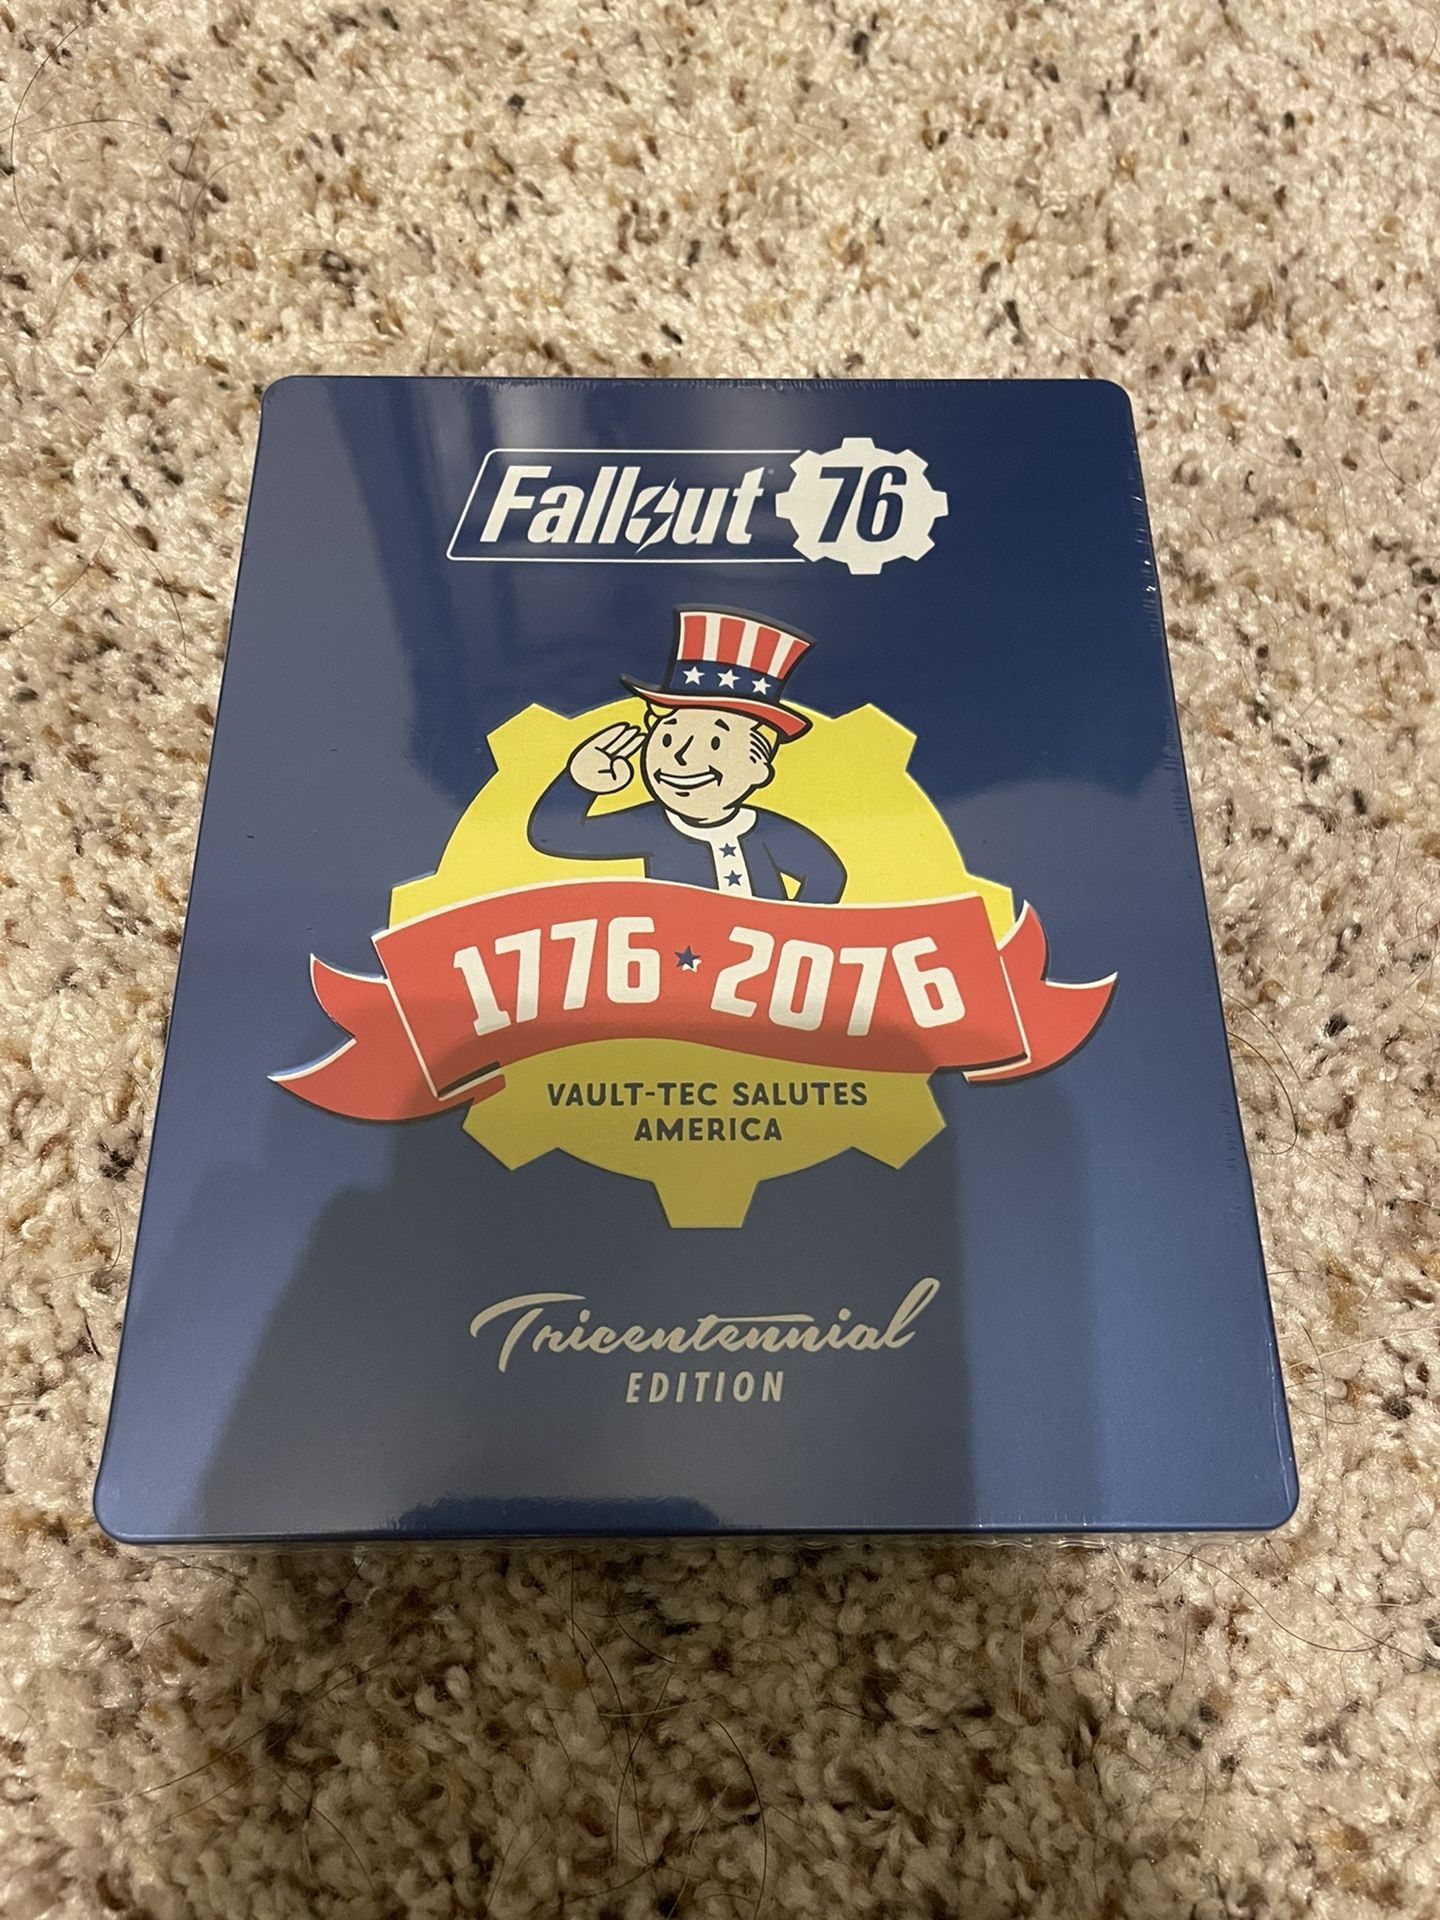 Fallout 76
1776 ★ 2076
VAULT-TEC SALUTES
AMERICA
Tricentennial
EDITION